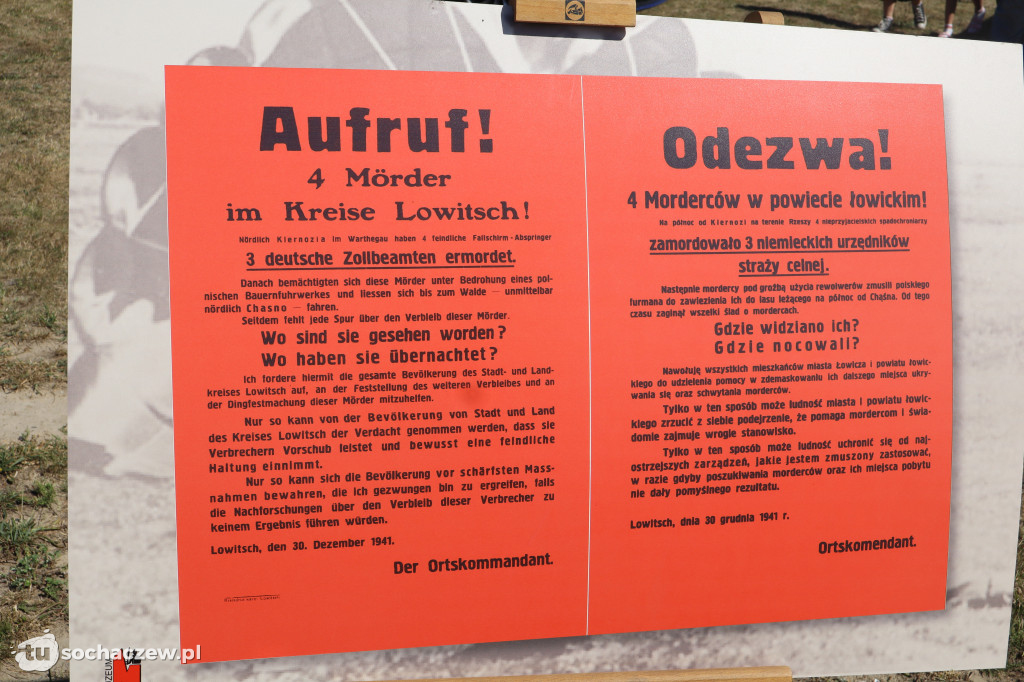 Aufruf!
4 Mörder
im Kreise Lowitsch!
Nördlich Kiernozia im Warthegau haben 4 feindliche Fallschirm-Abspringer
3 deutsche Zollbeamten ermordet.
Danach bemächtigten sich diese Mörder unter Bedrohung eines pol-
nischen Bauernfuhrwerkes und liessen sich bis zum Walde — unmittelbar
nördlich Chasno — fahren.
Seitdem fehlt jede Spur über den Verbleib dieser Mörder.
Wo sind sie gesehen worden?
Wo haben sie übernachtet?
Ich fordere hiermit die gesamte Bevölkerung des Stadt- und Land-
kreises Lowitsch auf, an der Feststellung des weiteren Verbleibes und an
der Dingfestmachung dieser Mörder mitzuhelfen.
Nur so kann von der Bevölkerung von Stadt und Land
des Kreises Lowitsch der Verdacht genommen werden, dass sie
Verbrechern Vorschub leistet und bewusst eine feindliche
Haltung einnimmt.
Nur so kann sich die Bevölkerung vor schärfsten Mass-
nahmen bewahren, die ich gezwungen bin zu ergreifen, falls
die Nachforschungen über den Verbleib dieser Verbrecher zu
keinem Ergebnis führen würden.
Lowitsch, den 30. Dezember 1941.
Der Ortskommandant.
Odezwa!
4 Morderców w powiecie łowickim!
Na północ od Kiernozi na terenie Rzeszy 4 nieprzyjacielskich spadochroniarzy
zamordowało 3 niemieckich urzędników
straży celnej.
Następnie mordercy pod groźbą użycia rewolwerów zmusili polskiego
furmana do zawiezienia ich do lasu leżącego na północ od Chąśna. Od tego
czasu zaginął wszelki ślad o mordercach.
Gdzie widziano ich?
Gdzie nocowali?
Nawołuję wszystkich mieszkańców miasta Łowicza i powiatu łowic-
kiego do udzielenia pomocy w zdemaskowaniu ich dalszego miejsca ukry-
wania się oraz schwytania morderców.
Tylko w ten sposób może ludność miasta i powiatu łowic-
kiego zrzucić z siebie podejrzenie, że pomaga mordercom i świa-
domie zajmuje wrogie stanowisko.
Tylko w ten sposób może ludność uchronić się od naj-
ostrzejszych zarządzeń, jakie jestem zmuszony zastosować,
w razie gdyby poszukiwania morderców oraz ich miejsca pobytu
nie dały pomyślnego rezultatu.
Lowitsch, dnia 30 grudnia 1941 r.
Ortskomendant.
tu sochaczew.pl